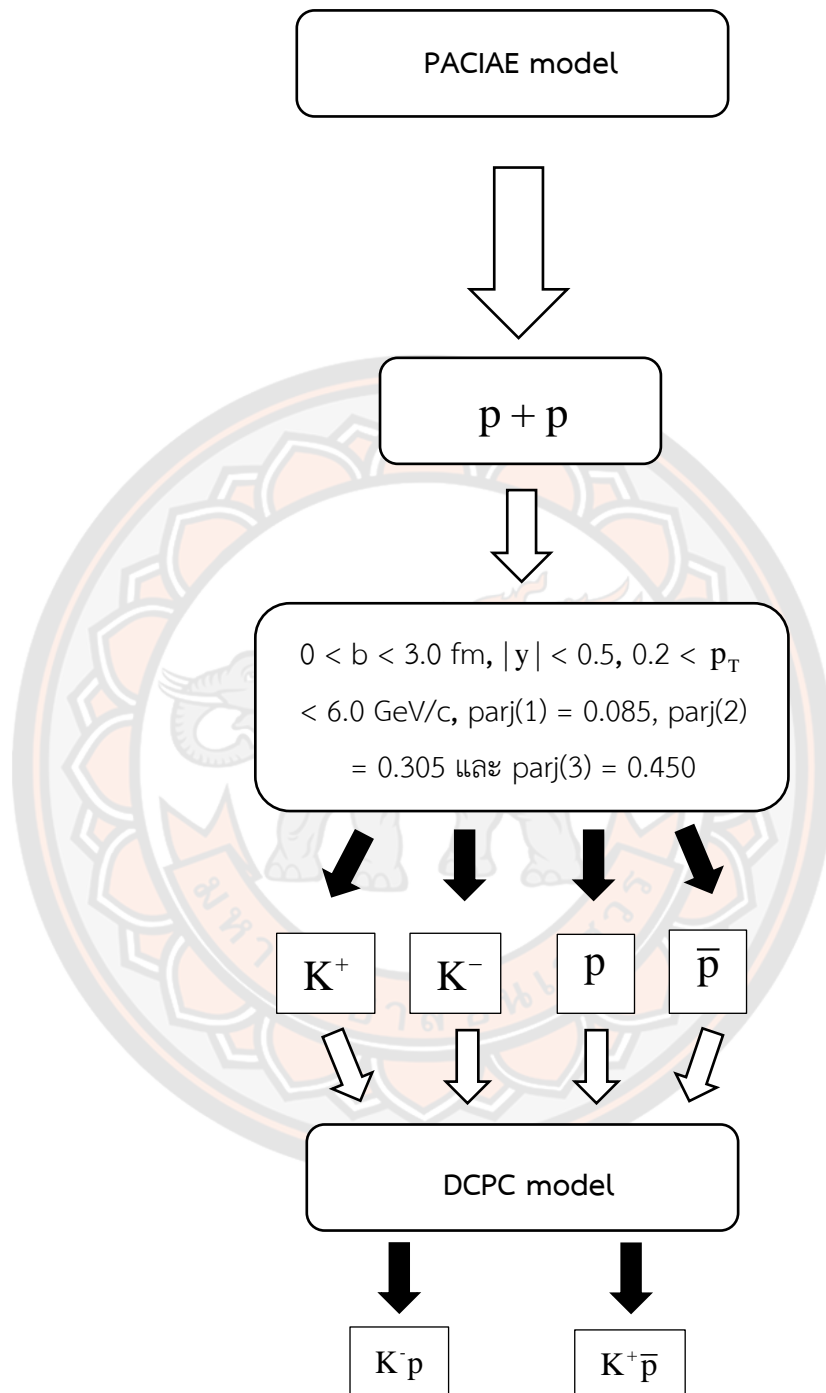 PACIAE model
p + p
0 < b < 3.0 fm, |y| < 0.5, 0.2 < p_T
< 6.0 GeV/c, parj(1) = 0.085, parj(2)
= 0.305 และ parj(3) = 0.450
K⁺ K⁻ p p̅
DCPC model
K⁻p K⁺p̅